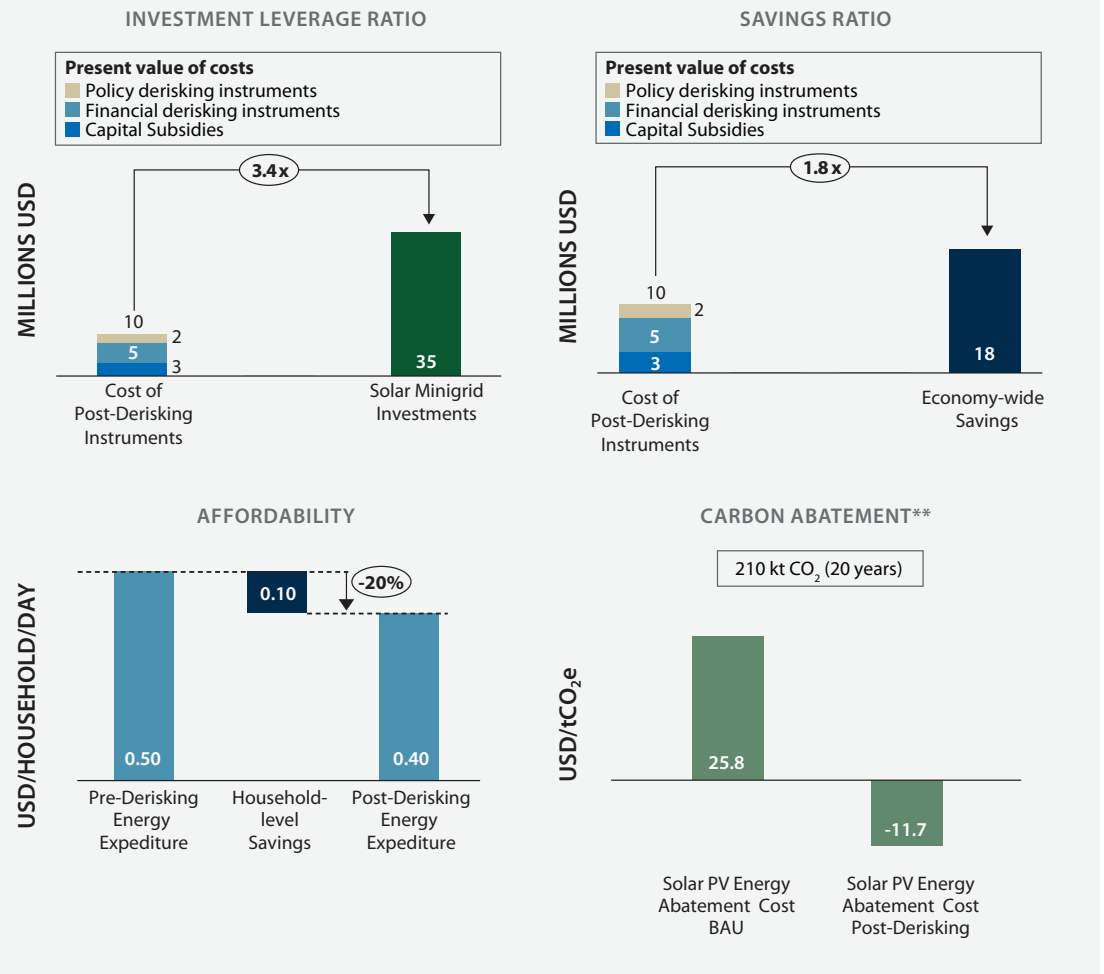 INVESTMENT LEVERAGE RATIO
Present value of costs
Policy derisking instruments
Financial derisking instruments
Capital Subsidies
MILLIONS USD
3.4 x
10
2
5
3
35
Cost of
Post-Derisking
Instruments
Solar Minigrid
Investments
SAVINGS RATIO
Present value of costs
Policy derisking instruments
Financial derisking instruments
Capital Subsidies
MILLIONS USD
1.8 x
10
2
5
3
18
Cost of
Post-Derisking
Instruments
Economy-wide
Savings
AFFORDABILITY
USD/HOUSEHOLD/DAY
-20%
0.10
0.50
0.40
Pre-Derisking
Energy
Expediture
Household-
level
Savings
Post-Derisking
Energy
Expediture
CARBON ABATEMENT**
210 kt CO₂ (20 years)
USD/tCO₂e
25.8
-11.7
Solar PV Energy
Abatement Cost
BAU
Solar PV Energy
Abatement Cost
Post-Derisking